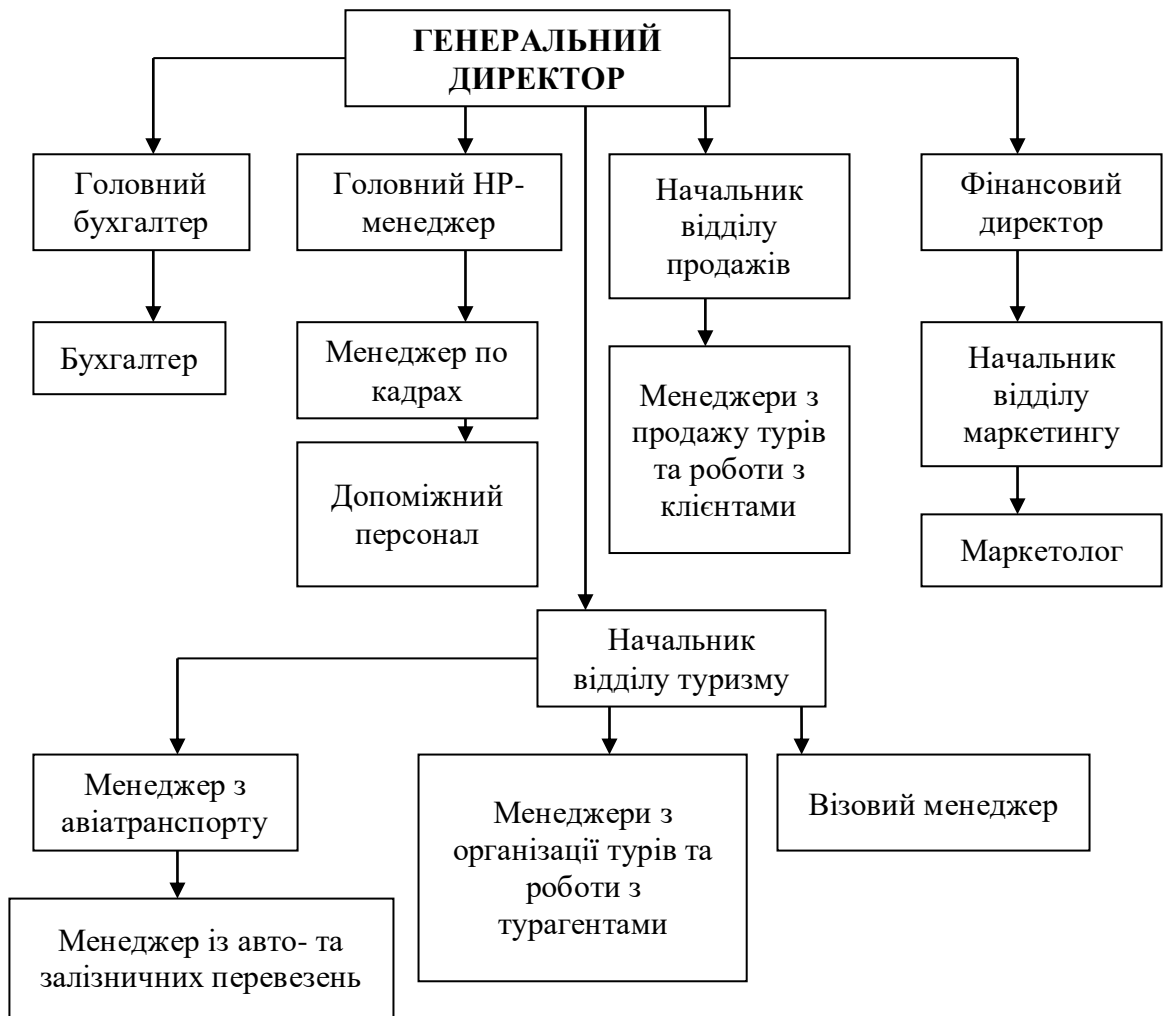 ГЕНЕРАЛЬНИЙ
ДИРЕКТОР
Головний
бухгалтер
Головний HR-
менеджер
Начальник
відділу
продажів
Фінансовий
директор
Бухгалтер
Менеджер по
кадрах
Менеджери з
продажу турів
та роботи з
клієнтами
Начальник
відділу
маркетингу
Допоміжний
персонал
Маркетолог
Начальник
відділу туризму
Менеджер з
авіатранспорту
Менеджери з
організації турів та
роботи з
турагентами
Візовий менеджер
Менеджер із авто- та
залізничних перевезень